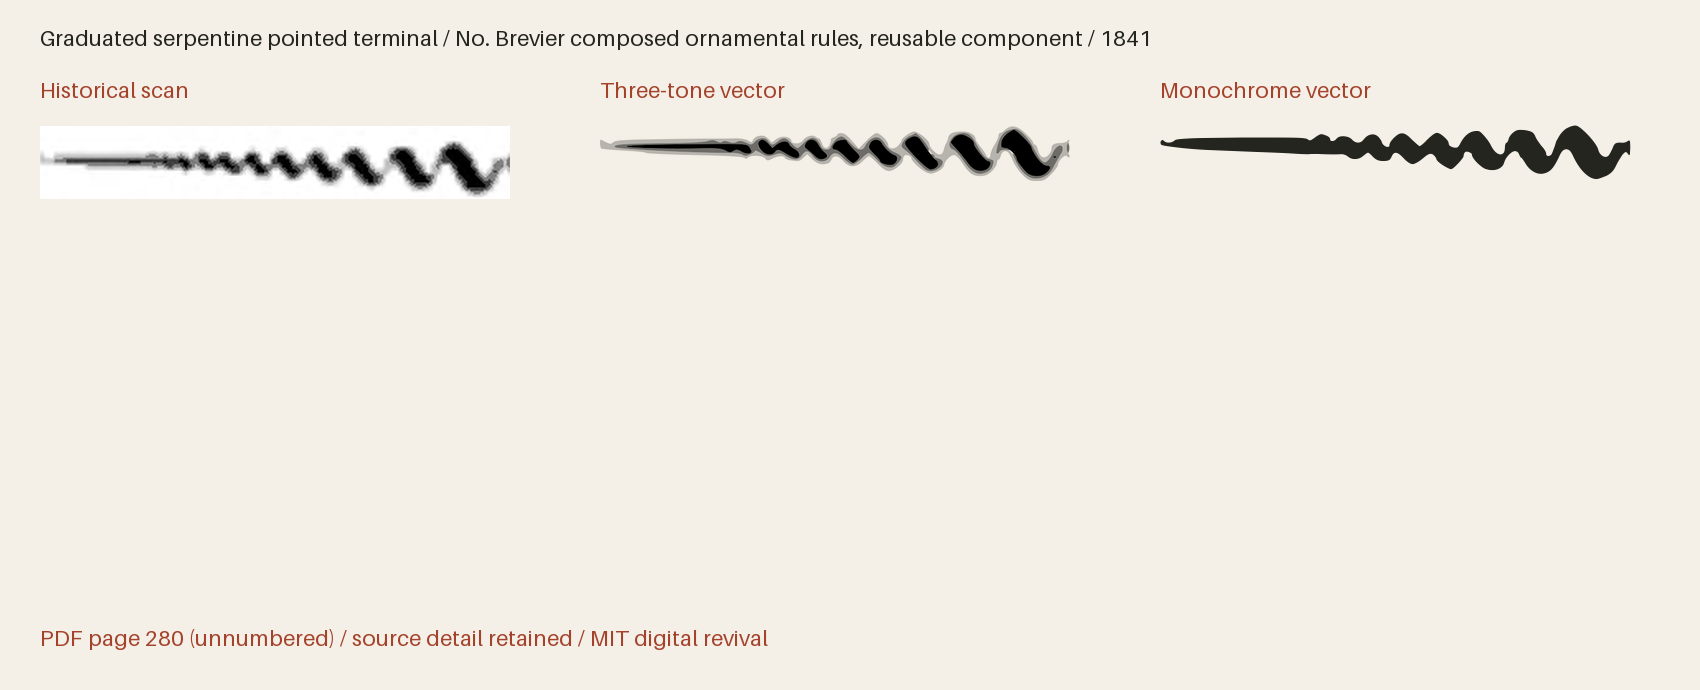 Graduated serpentine pointed terminal / No. Brevier composed ornamental rules, reusable component / 1841
Historical scan
Three-tone vector
Monochrome vector
PDF page 280 (unnumbered) / source detail retained / MIT digital revival